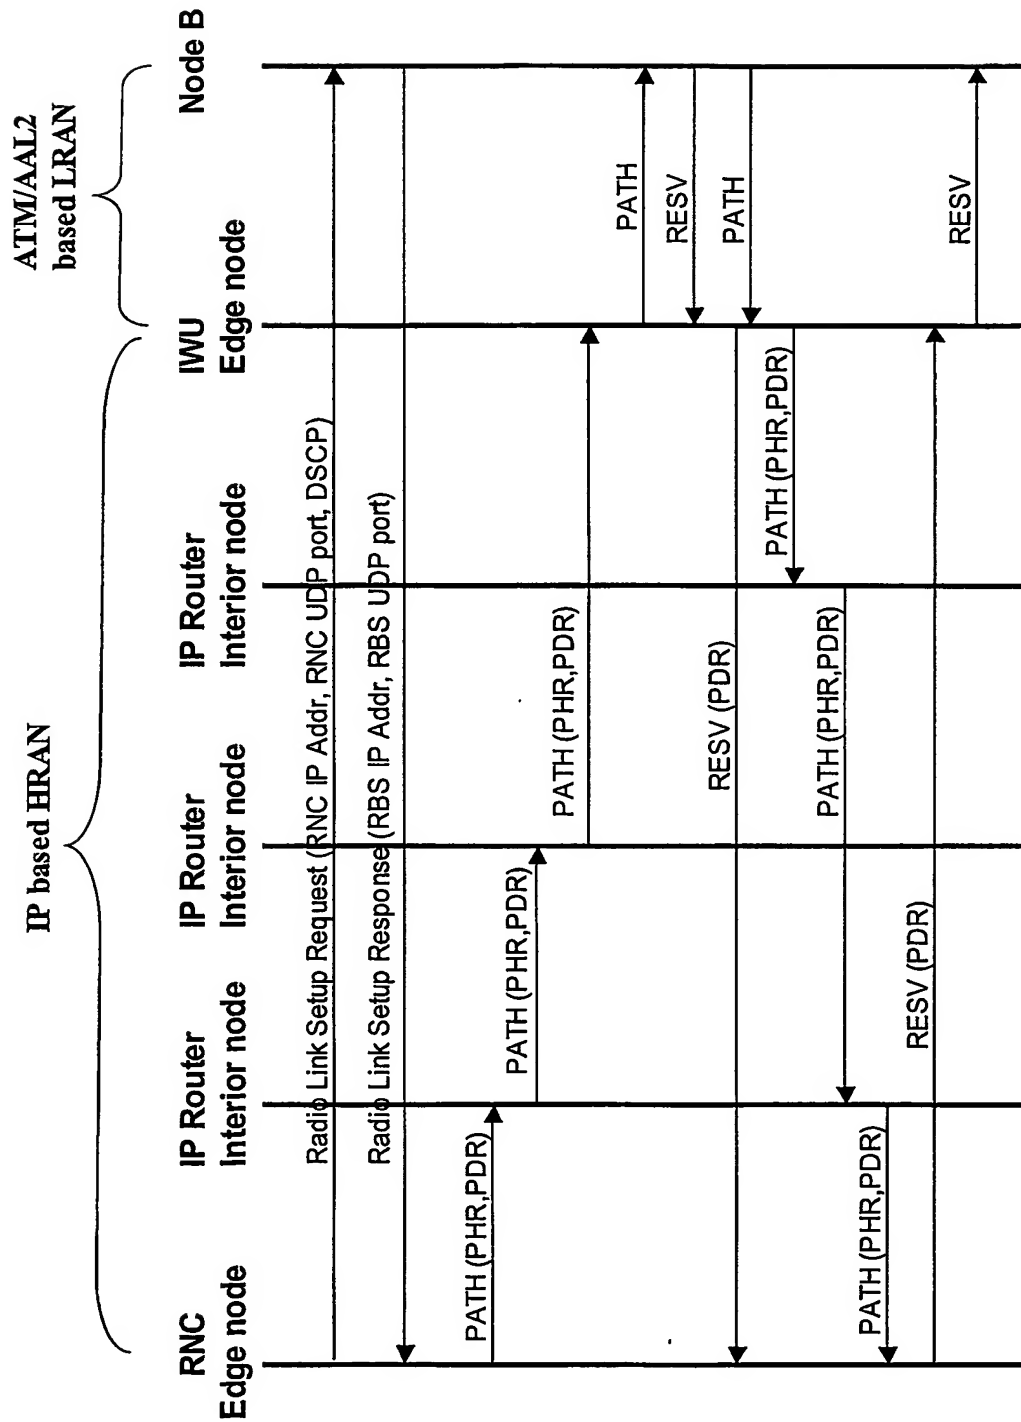 IP based HRAN
ATM/AAL2
based LRAN
RNC
Edge node
IP Router
Interior node
IP Router
Interior node
IP Router
Interior node
IWU
Edge node
Node B
Radio Link Setup Request (RNC IP Addr, RNC UDP port, DSCP)
Radio Link Setup Response (RBS IP Addr, RBS UDP port)
PATH (PHR,PDR)
PATH (PHR,PDR)
PATH (PHR,PDR)
PATH
RESV
RESV (PDR)
PATH
PATH (PHR,PDR)
PATH (PHR,PDR)
PATH (PHR,PDR)
RESV (PDR)
RESV